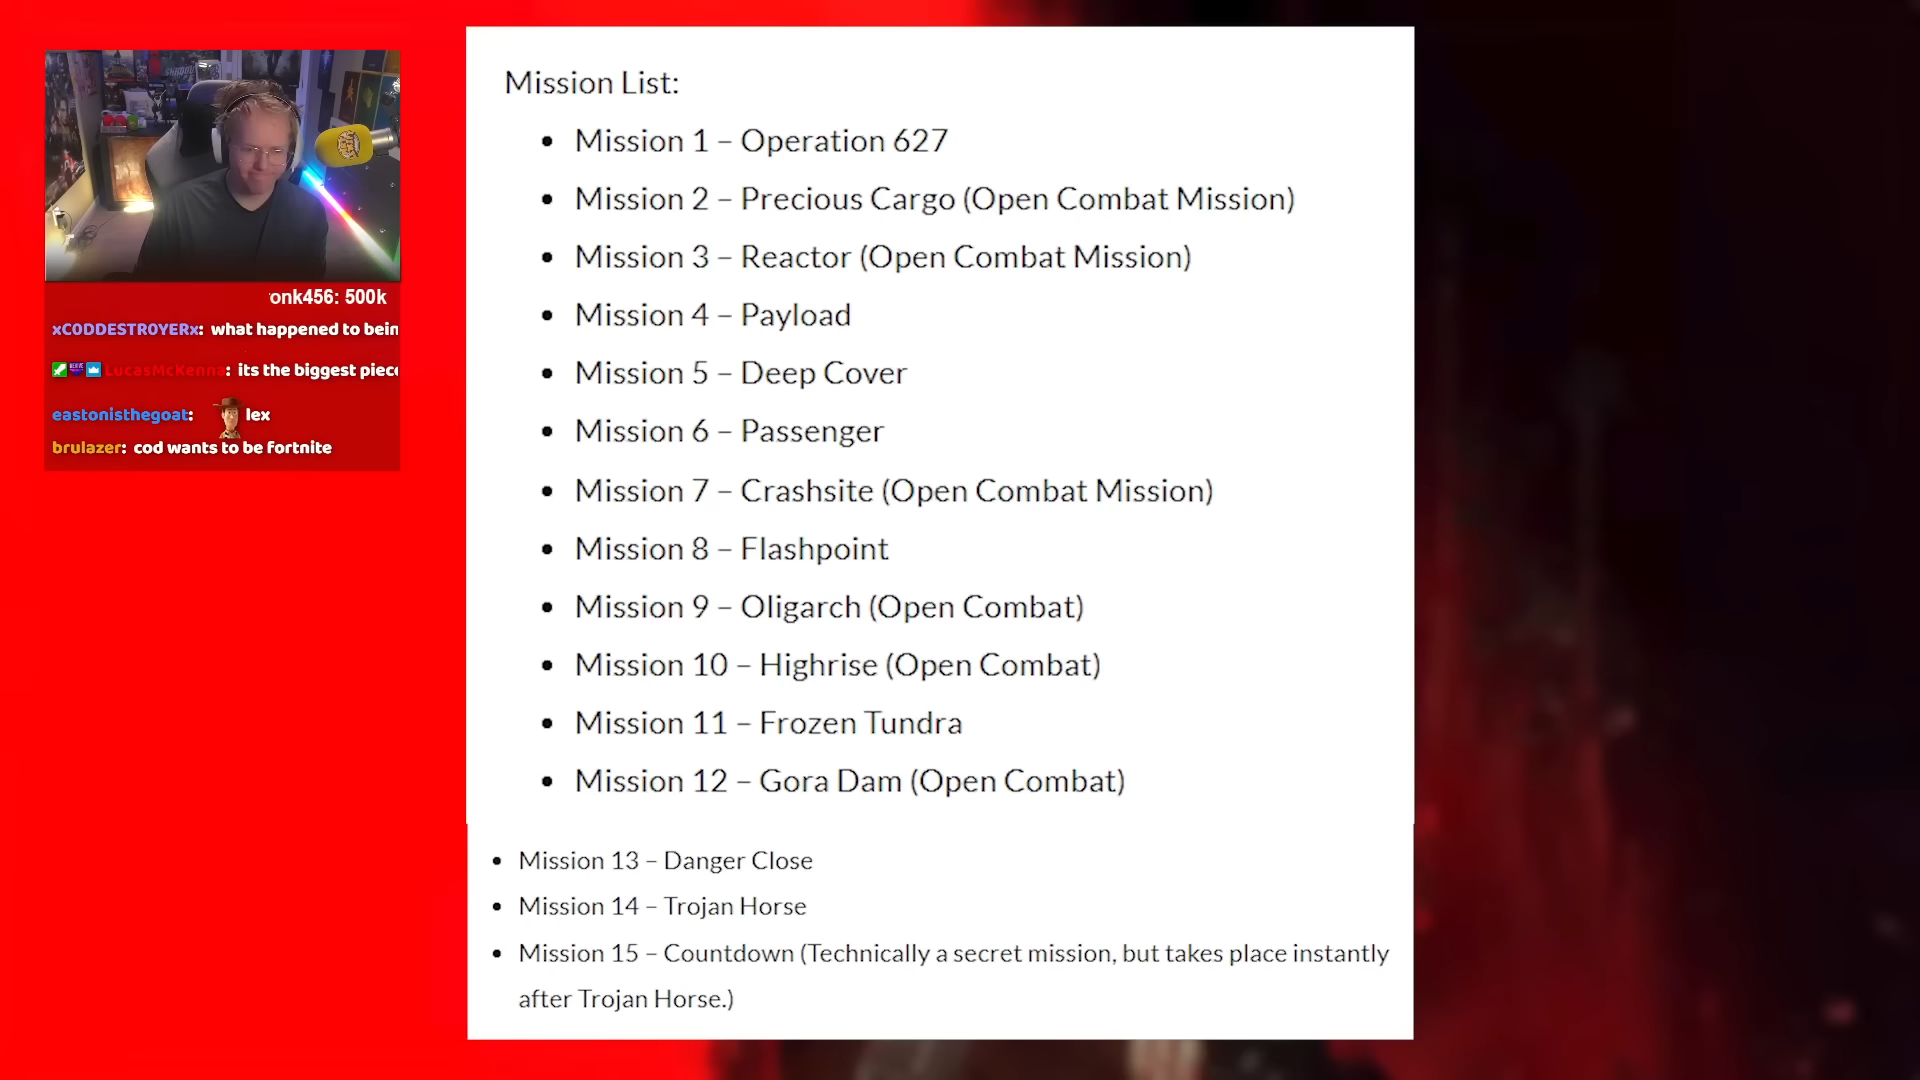 SHADOW
onk456: 500k
xC0DDESTR0YERx: what happened to bein
LucasMcKenna: its the biggest piece
eastonisthegoat: lex
brulazer: cod wants to be fortnite
Mission List:
• Mission 1 – Operation 627
• Mission 2 – Precious Cargo (Open Combat Mission)
• Mission 3 – Reactor (Open Combat Mission)
• Mission 4 – Payload
• Mission 5 – Deep Cover
• Mission 6 – Passenger
• Mission 7 – Crashsite (Open Combat Mission)
• Mission 8 – Flashpoint
• Mission 9 – Oligarch (Open Combat)
• Mission 10 – Highrise (Open Combat)
• Mission 11 – Frozen Tundra
• Mission 12 – Gora Dam (Open Combat)
• Mission 13 – Danger Close
• Mission 14 – Trojan Horse
• Mission 15 – Countdown (Technically a secret mission, but takes place instantly
after Trojan Horse.)